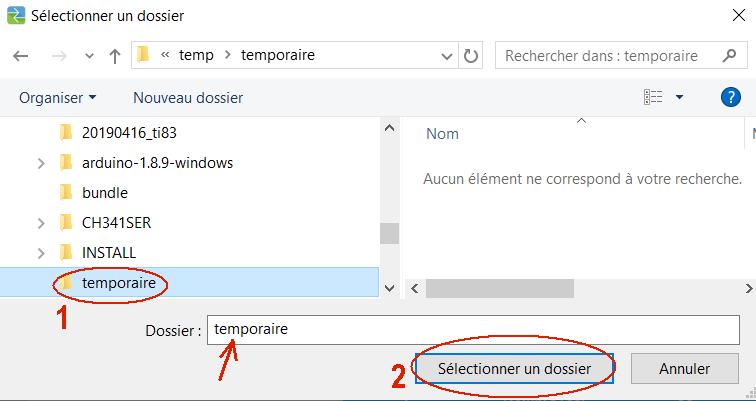 Sélectionner un dossier
« temp > temporaire
Rechercher dans : temporaire
Organiser
Nouveau dossier
?
20190416_ti83
arduino-1.8.9-windows
bundle
CH341SER
INSTALL
temporaire
1
Nom
Aucun élément ne correspond à votre recherche.
Dossier : temporaire
2
Sélectionner un dossier
Annuler